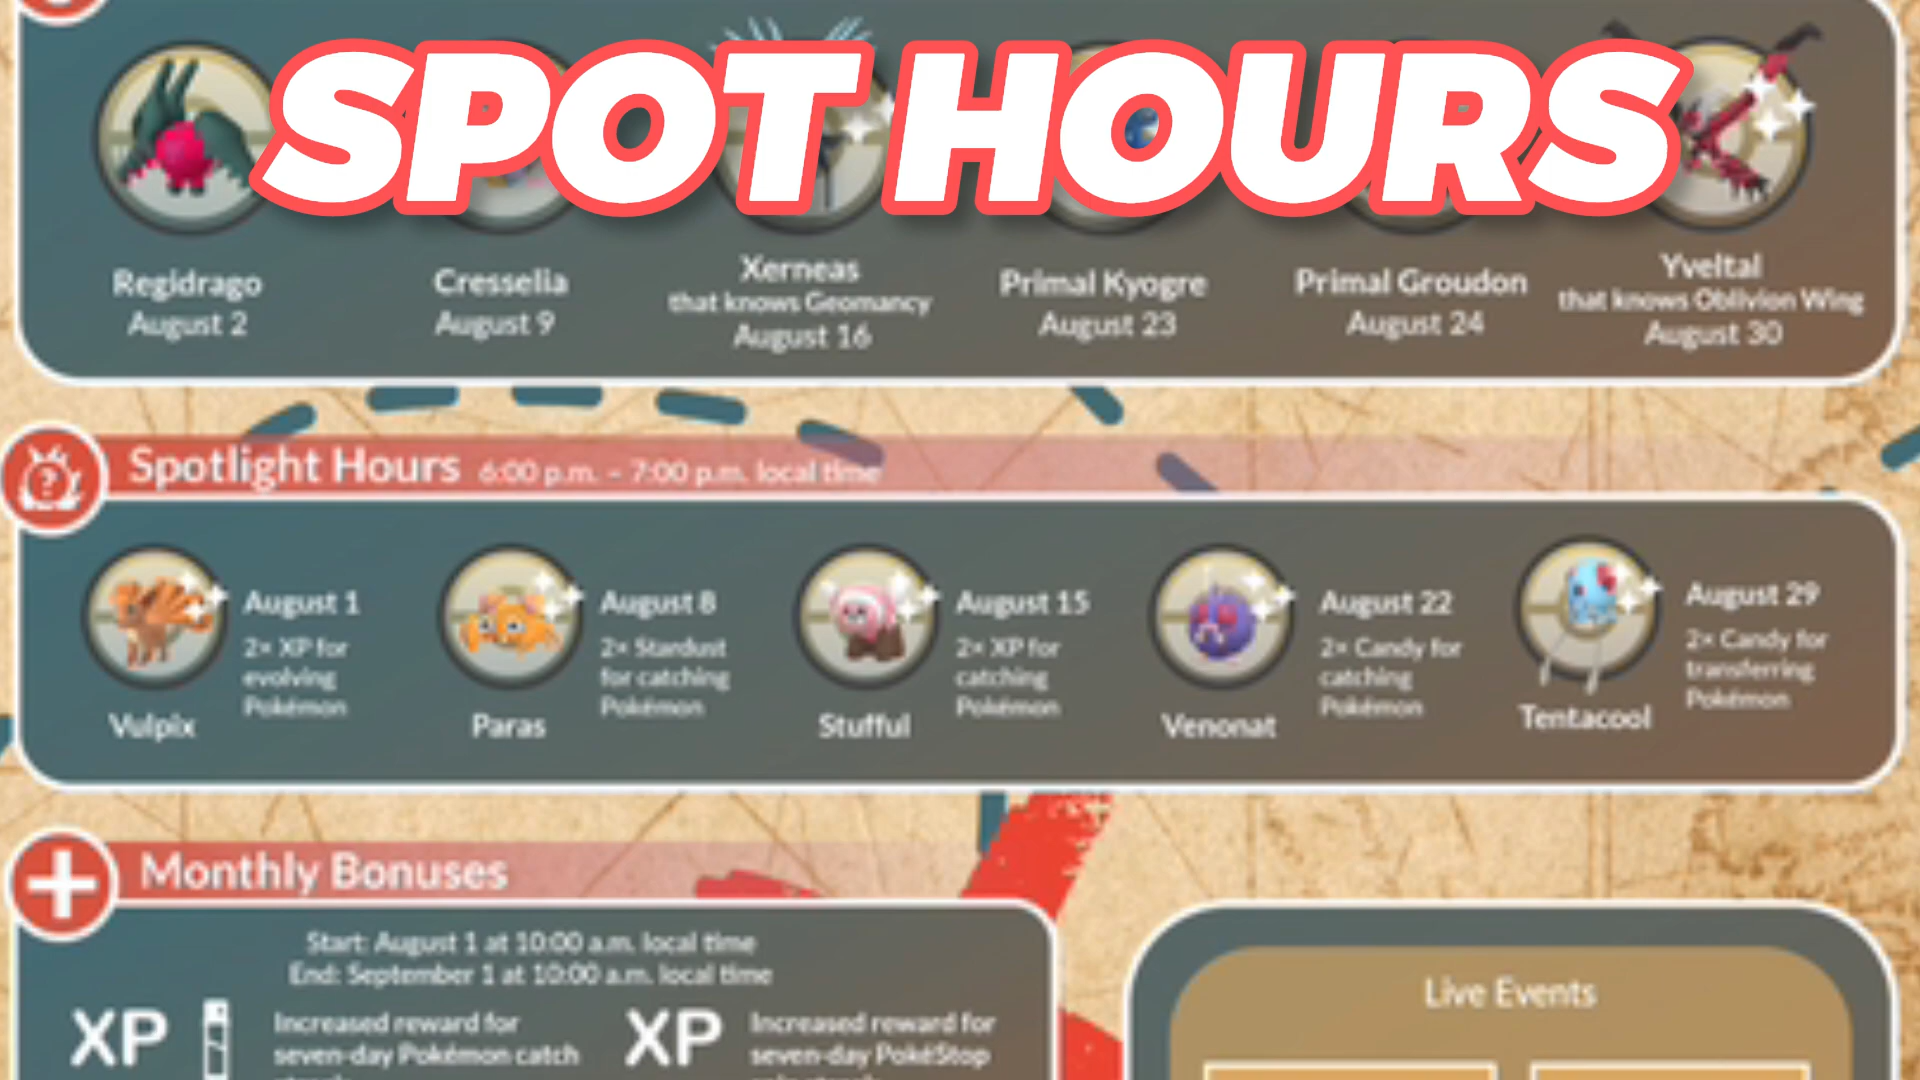 SPOT HOURS
Regidrago
August 2
Cresselia
August 9
Xerneas
that knows Geomancy
August 16
Primal Kyogre
August 23
Primal Groudon
August 24
Yveltal
that knows Oblivion Wing
August 30
Spotlight Hours 6:00 p.m. – 7:00 p.m. local time
August 1
2× XP for
evolving
Pokémon
Vulpix
August 8
2× Stardust
for catching
Pokémon
Paras
August 15
2× XP for
catching
Pokémon
Stufful
August 22
2× Candy for
catching
Pokémon
Venonat
August 29
2× Candy for
transferring
Pokémon
Tentacool
Monthly Bonuses
Start: August 1 at 10:00 a.m. local time
End: September 1 at 10:00 a.m. local time
XP
Increased reward for
seven-day Pokémon catch
XP
Increased reward for
seven-day PokéStop
Live Events